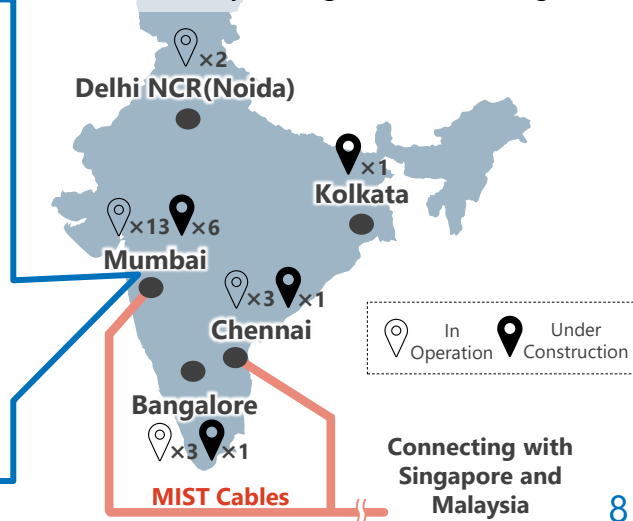 ×2
Delhi NCR(Noida)
×1
Kolkata
×13 ×6
Mumbai
×3 ×1
Chennai
In
Operation
Under
Construction
Bangalore
×3 ×1
MIST Cables
Connecting with
Singapore and
Malaysia
8